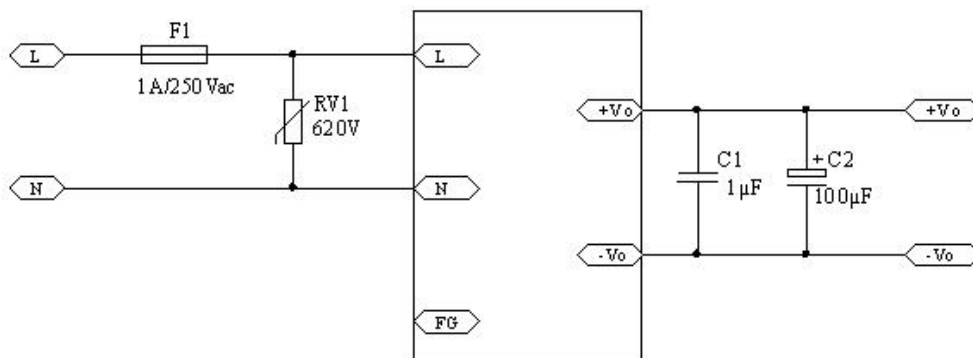 F1
L
L
1A/250Vac
RV1
620V
+Vo
+Vo
C1
1µF
+ C2
100µF
N
N
-Vo
-Vo
FG